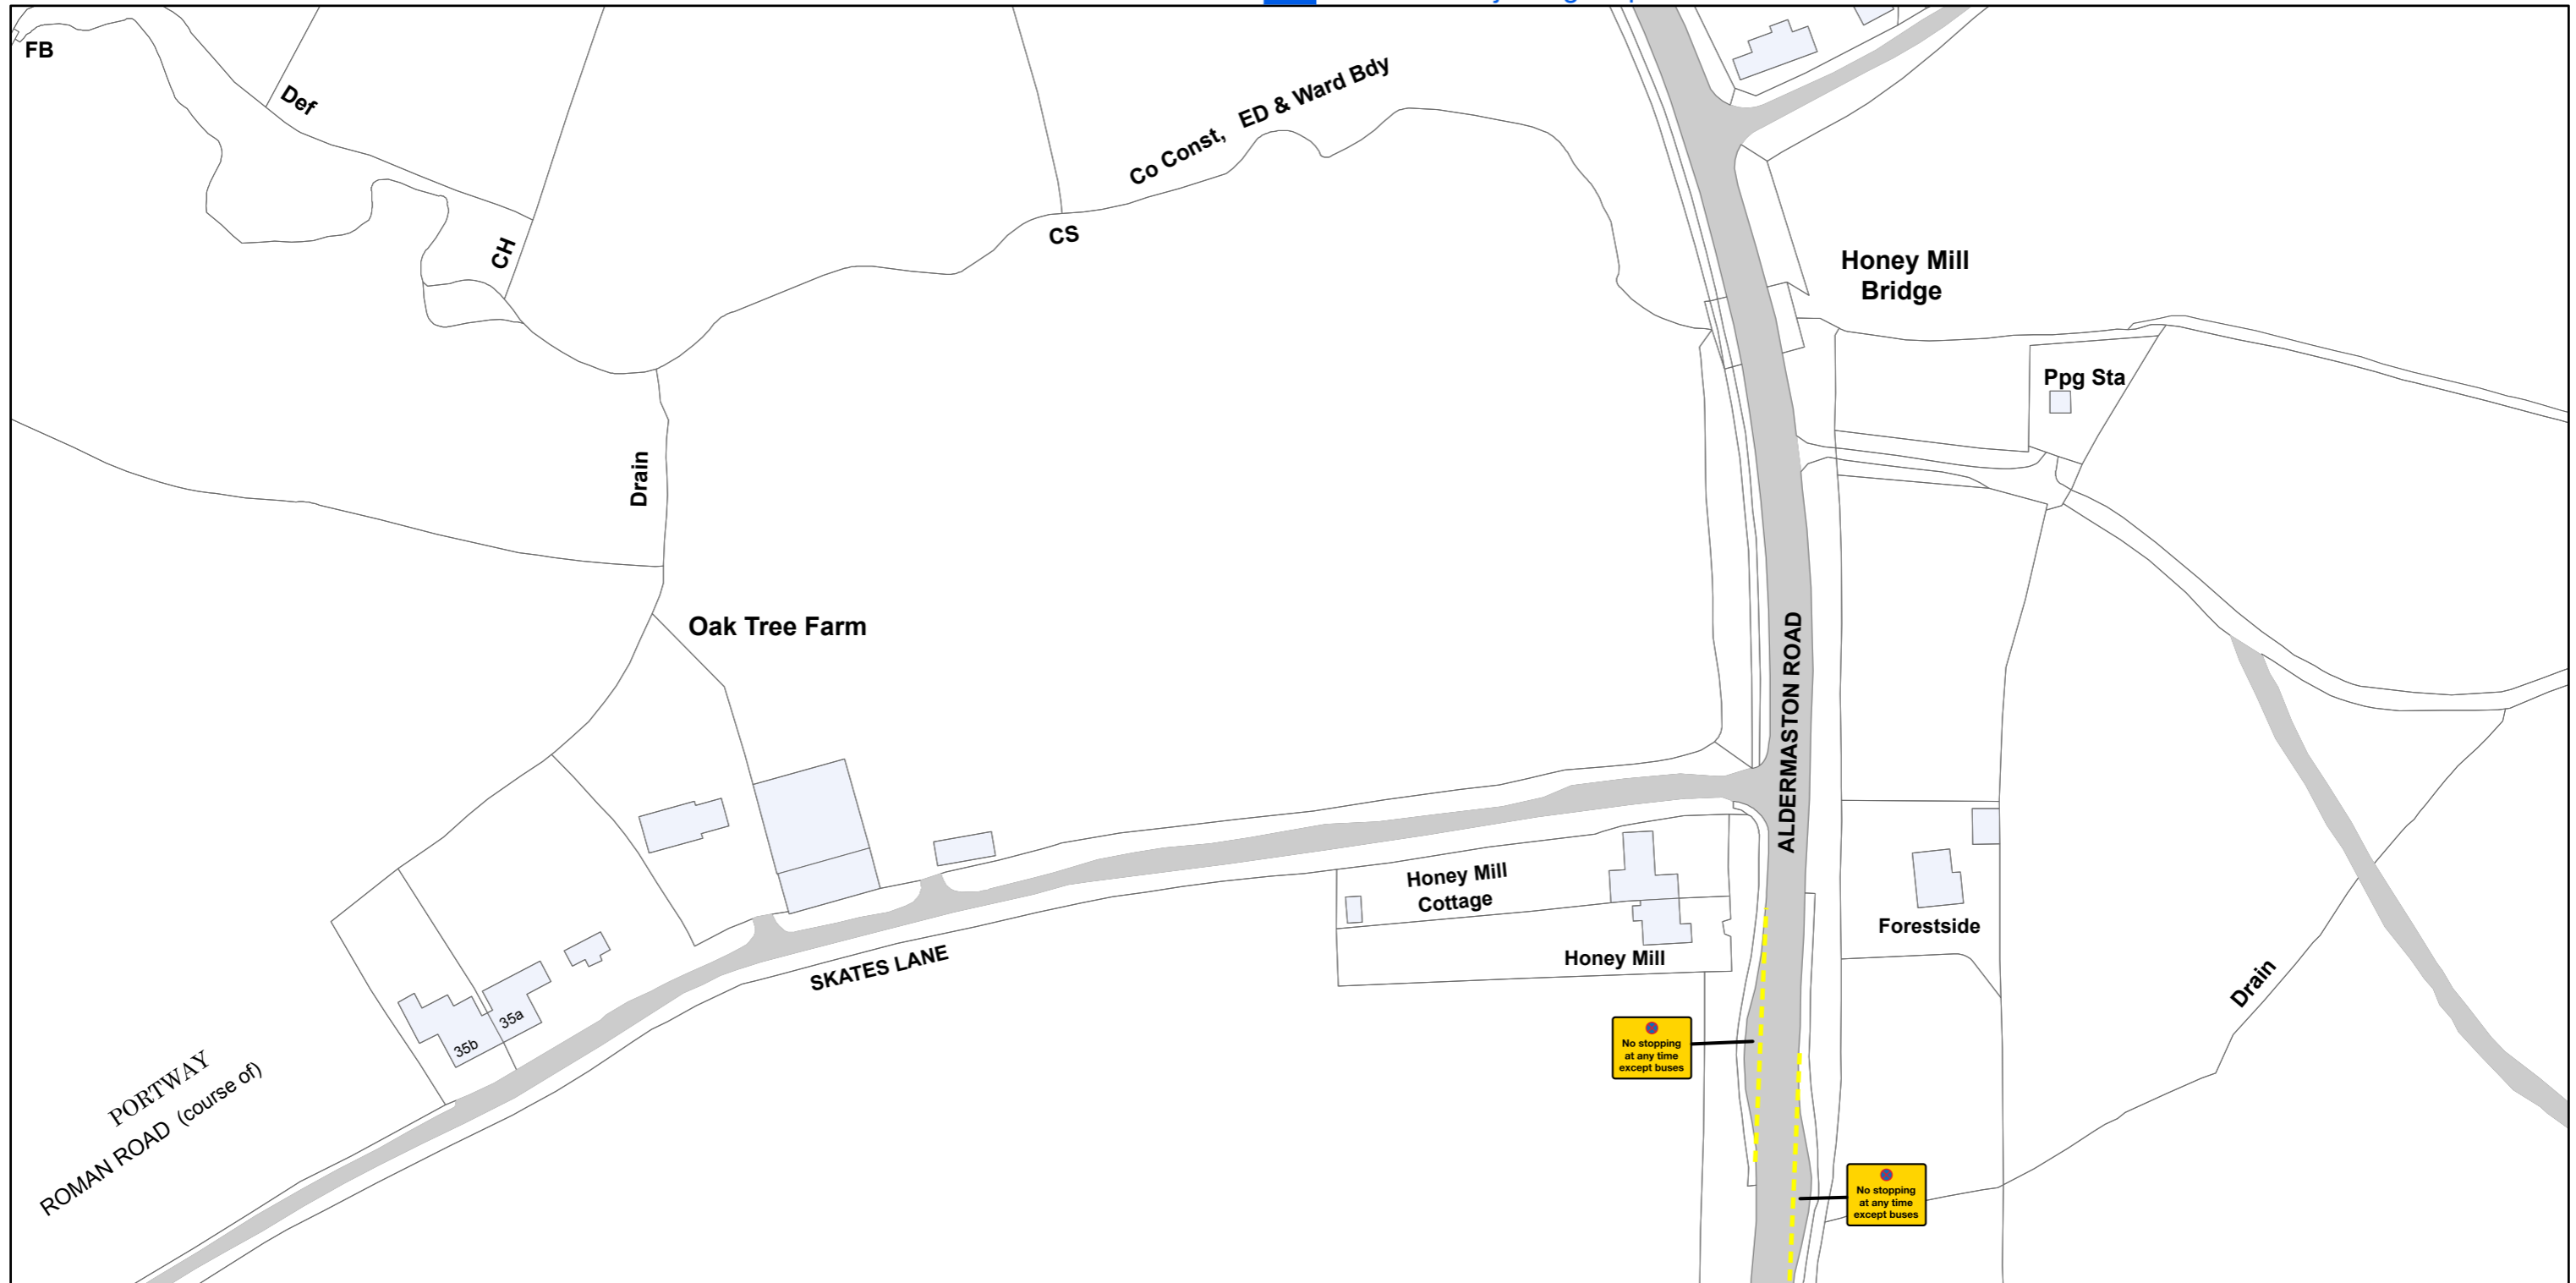 FB
Def
Co Const, ED & Ward Bdy
CH
CS
Honey Mill
Bridge
Ppg Sta
Drain
Oak Tree Farm
ALDERMASTON ROAD
Honey Mill
Cottage
Forestside
Honey Mill
SKATES LANE
Drain
35a
35b
No stopping
at any time
except buses
PORTWAY
ROMAN ROAD (course of)
No stopping
at any time
except buses